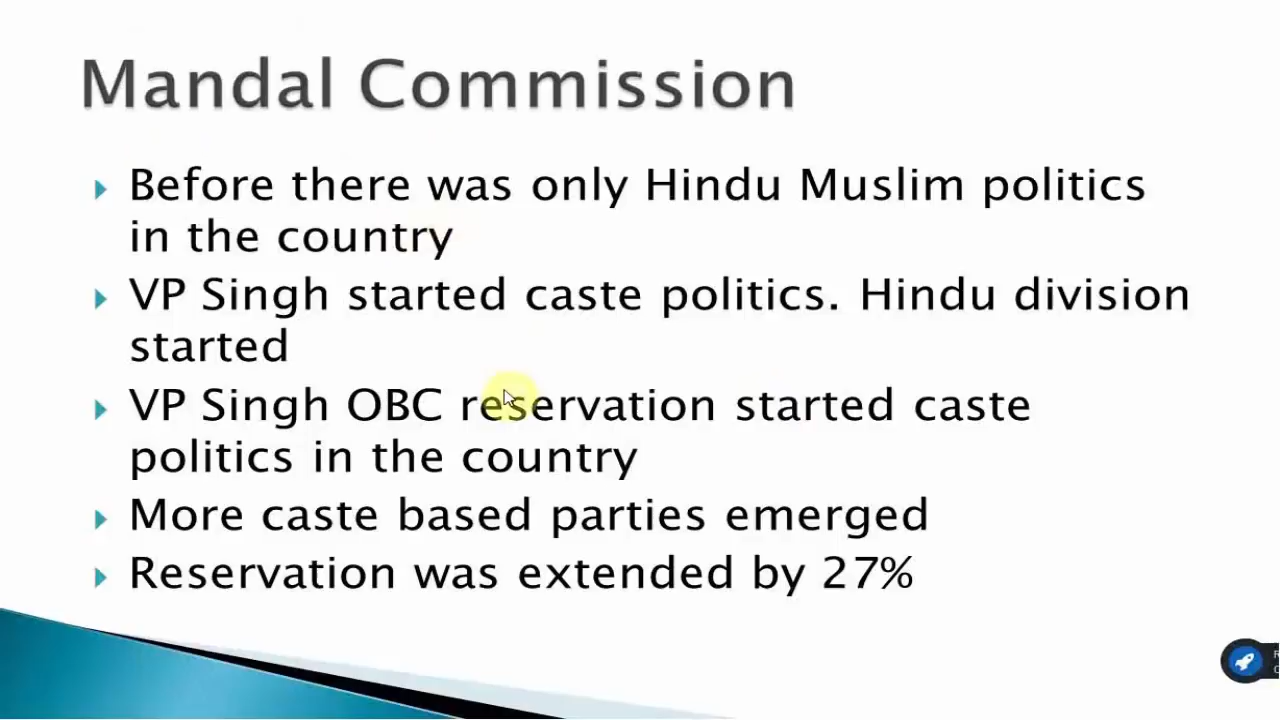 Mandal Commission
Before there was only Hindu Muslim politics
in the country
VP Singh started caste politics. Hindu division
started
VP Singh OBC reservation started caste
politics in the country
More caste based parties emerged
Reservation was extended by 27%